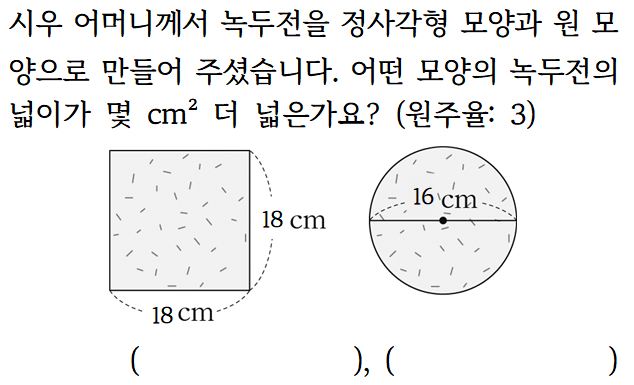 시우 어머니께서 녹두전을 정사각형 모양과 원 모
양으로 만들어 주셨습니다. 어떤 모양의 녹두전의
넓이가 몇 cm² 더 넓은가요? (원주율: 3)
16 cm
18 cm
18 cm
( ), ( )